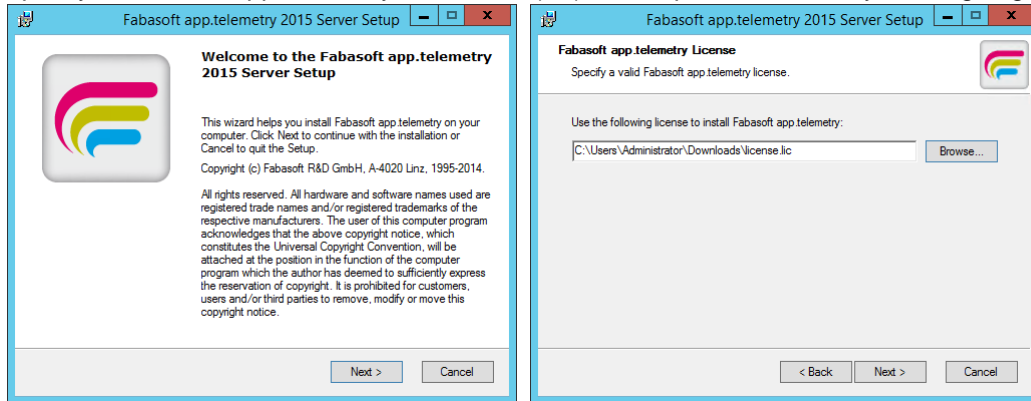 Fabasoft app.telemetry 2015 Server Setup
Welcome to the Fabasoft app.telemetry
2015 Server Setup
This wizard helps you install Fabasoft app.telemetry on your
computer. Click Next to continue with the installation or
Cancel to quit the Setup.
Copyright (c) Fabasoft R&D GmbH, A-4020 Linz, 1995-2014.
All rights reserved. All hardware and software names used are
registered trade names and/or registered trademarks of the
respective manufacturers. The user of this computer program
acknowledges that the above copyright notice, which
constitutes the Universal Copyright Convention, will be
attached at the position in the function of the computer
program which the author has deemed to sufficiently express
the reservation of copyright. It is prohibited for customers,
users and/or third parties to remove, modify or move this
copyright notice.
Next >
Cancel
Fabasoft app.telemetry 2015 Server Setup
Fabasoft app.telemetry License
Specify a valid Fabasoft app.telemetry license.
Use the following license to install Fabasoft app.telemetry:
C:\Users\Administrator\Downloads\license.lic
Browse...
< Back
Next >
Cancel